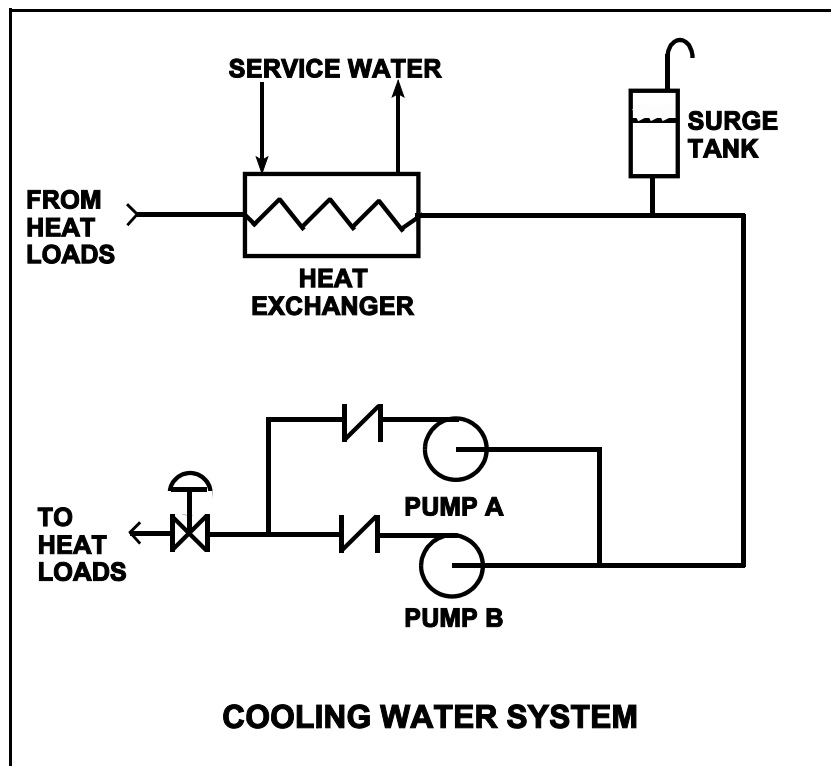 SERVICE WATER
SURGE
TANK
FROM
HEAT
LOADS
HEAT
EXCHANGER
PUMP A
TO
HEAT
LOADS
PUMP B
COOLING WATER SYSTEM